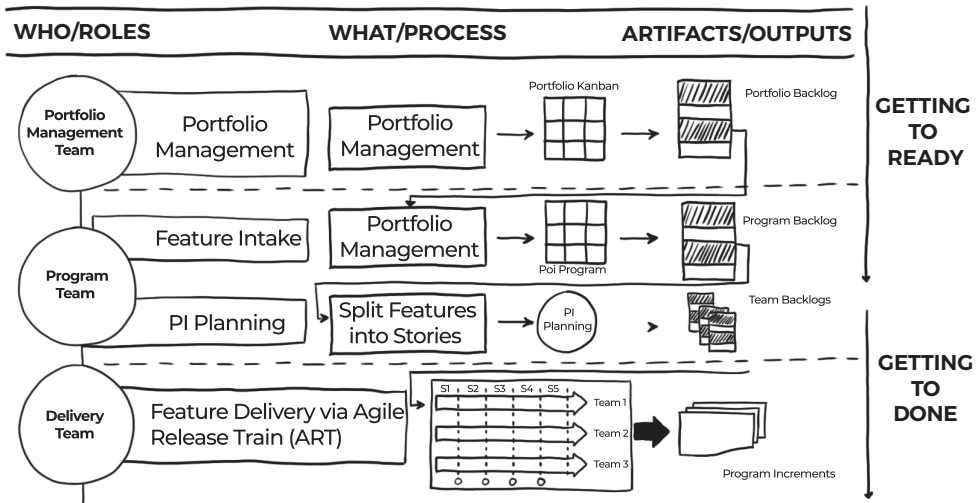 WHO/ROLES
WHAT/PROCESS
ARTIFACTS/OUTPUTS
Portfolio
Management
Team
Portfolio
Management
Portfolio
Management
Portfolio Kanban
Portfolio Backlog
GETTING
TO
READY
Program
Team
Feature Intake
Portfolio
Management
Poi Program
Program Backlog
PI Planning
Split Features
into Stories
PI
Planning
Team Backlogs
GETTING
TO
DONE
Delivery
Team
Feature Delivery via Agile
Release Train (ART)
S1
S2
S3
S4
S5
Team 1
Team 2
Team 3
Program Increments